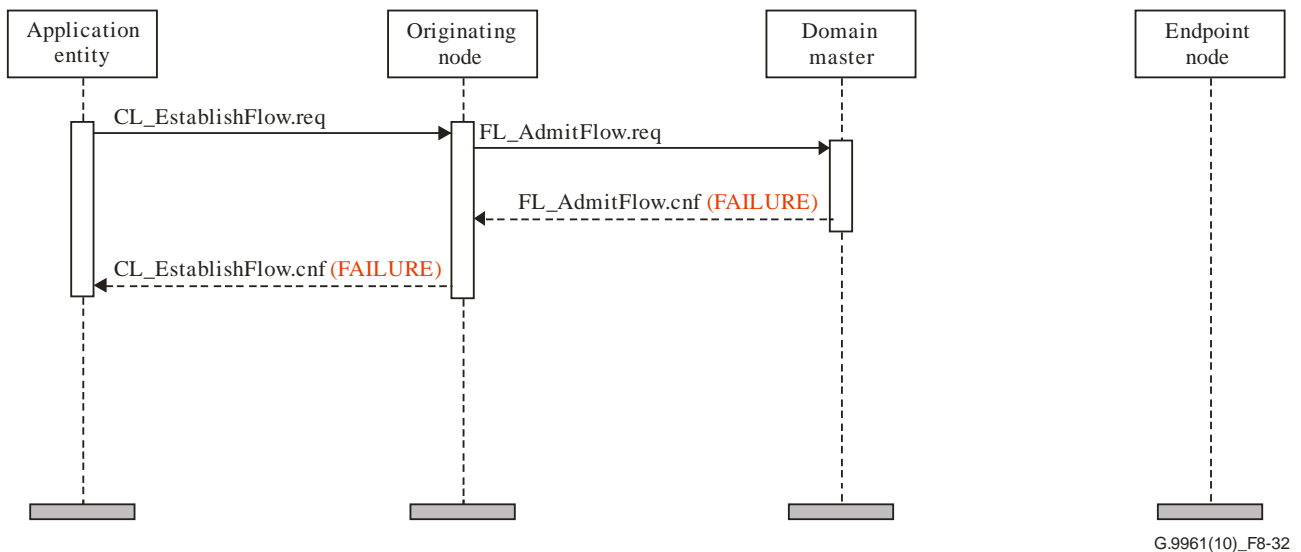 Application
entity
Originating
node
Domain
master
Endpoint
node
CL_EstablishFlow.req
FL_AdmitFlow.req
FL_AdmitFlow.cnf (FAILURE)
CL_EstablishFlow.cnf (FAILURE)
G.9961(10)_F8-32